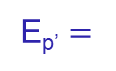 Eₚ’ =